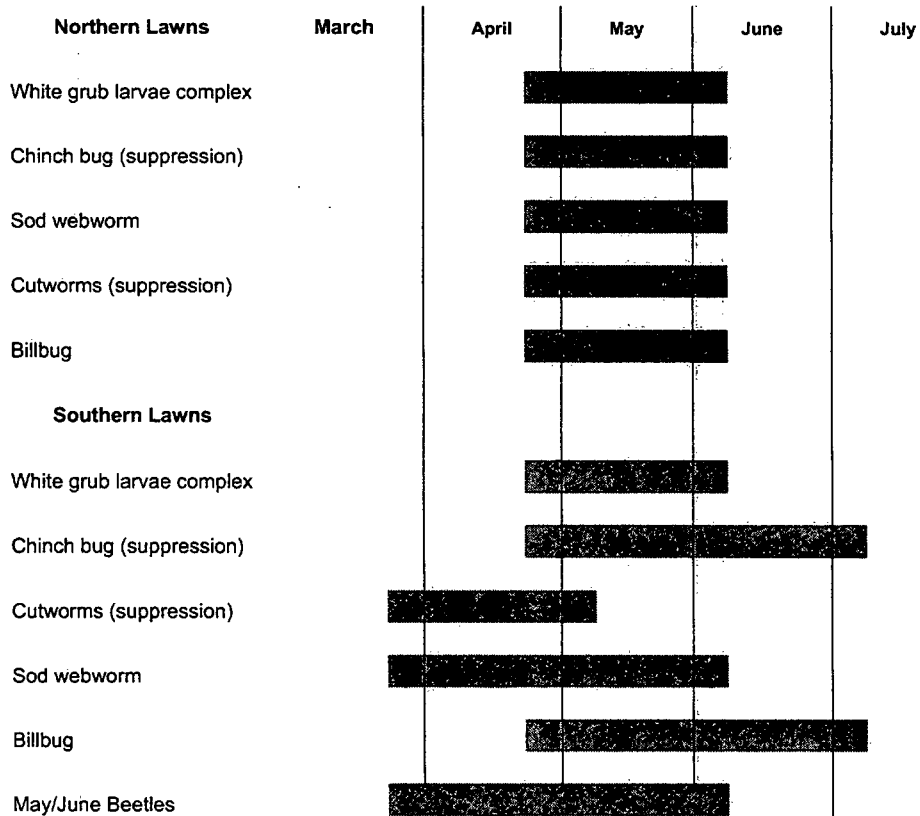 Northern Lawns March April May June July
White grub larvae complex
Chinch bug (suppression)
Sod webworm
Cutworms (suppression)
Billbug
Southern Lawns
White grub larvae complex
Chinch bug (suppression)
Cutworms (suppression)
Sod webworm
Billbug
May/June Beetles